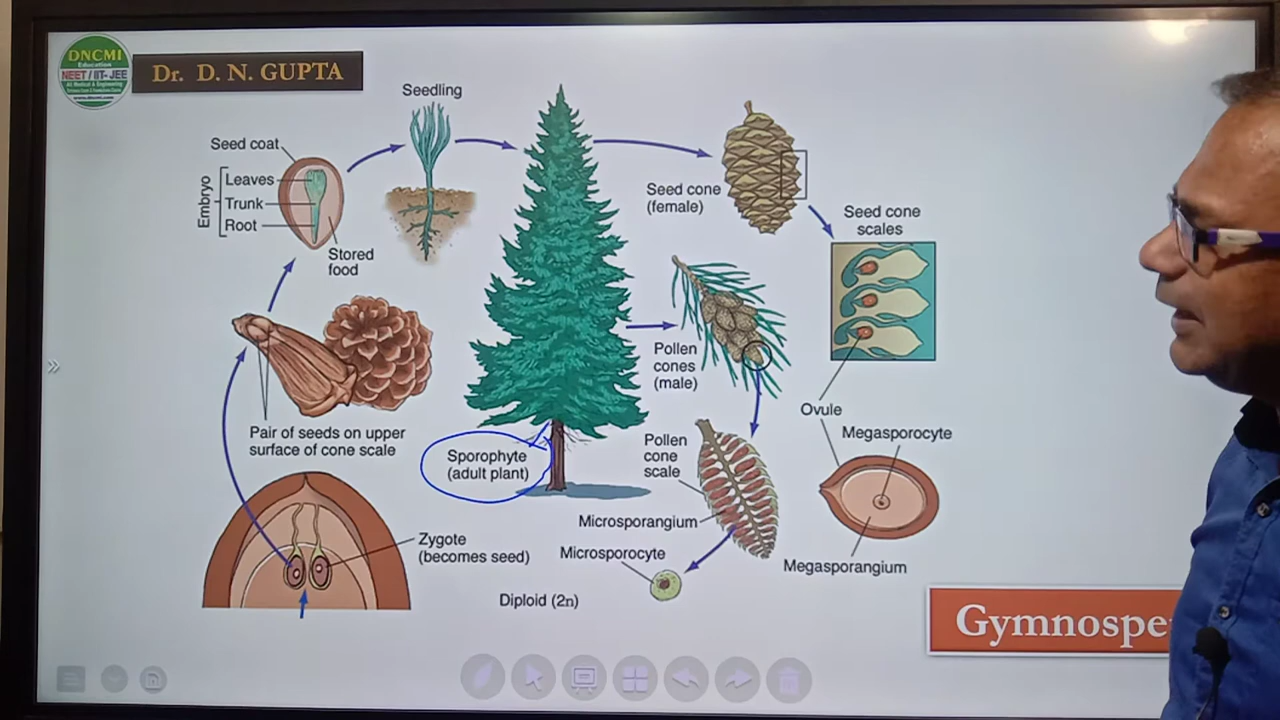 DNCMI
Education
NEET / IIT- JEE
Dr. D. N. GUPTA
Seedling
Seed coat
Embryo
Leaves
Trunk
Root
Stored
food
Seed cone
(female)
Seed cone
scales
Pollen
cones
(male)
Ovule
Pair of seeds on upper
surface of cone scale
Sporophyte
(adult plant)
Pollen
cone
scale
Megasporocyte
Microsporangium
Zygote
(becomes seed)
Microsporocyte
Megasporangium
Diploid (2n)
Gymnospe